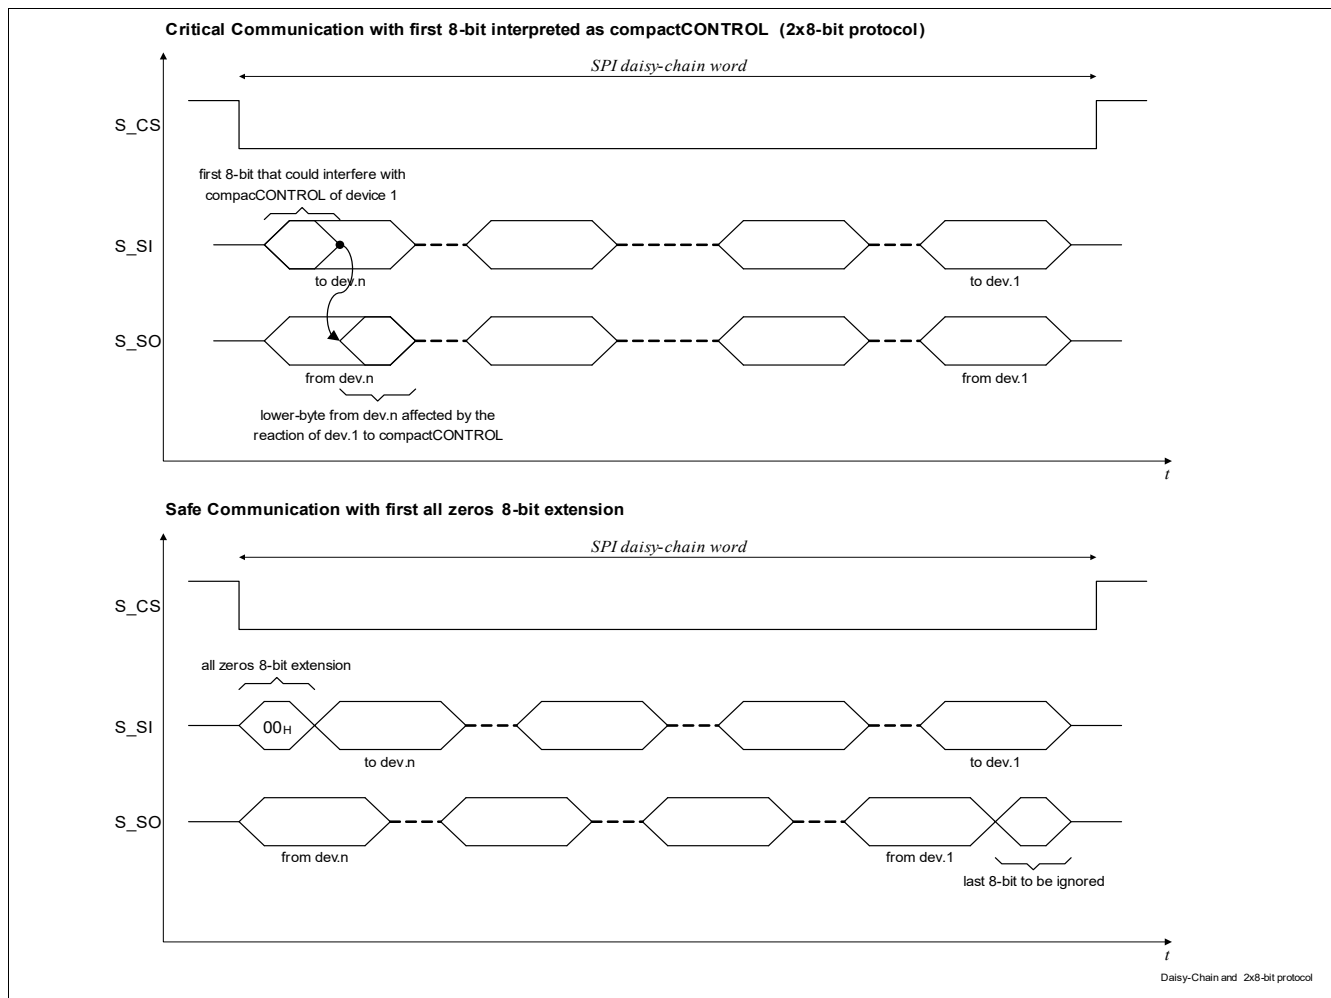 Critical Communication with first 8-bit interpreted as compactCONTROL (2x8-bit protocol)
SPI daisy-chain word
S_CS
first 8-bit that could interfere with
compacCONTROL of device 1
S_SI
to dev.n
to dev.1
S_SO
from dev.n
from dev.1
lower-byte from dev.n affected by the
reaction of dev.1 to compactCONTROL
t
Safe Communication with first all zeros 8-bit extension
SPI daisy-chain word
S_CS
all zeros 8-bit extension
S_SI
00H
to dev.n
to dev.1
S_SO
from dev.n
from dev.1
last 8-bit to be ignored
t
Daisy-Chain and 2x8-bit protocol